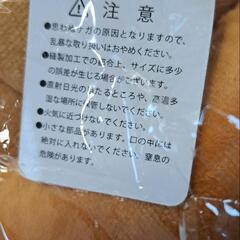 注意
●思わぬケガの原因となりますので、
乱暴な取り扱いはおやめください。
●縫製加工での都合上、サイズに多少
の誤差が生じる場合がございます。
●直射日光の当たるところや、高温多
湿な場所に保管しないでください。
●火気に近づけないでください。
●小さな部品があります。口の中には
絶対に入れないでください。窒息の
危険があります。